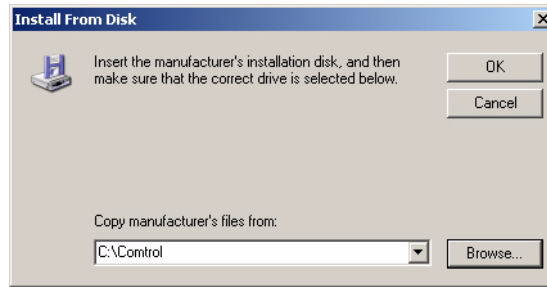 Install From Disk
Insert the manufacturer's installation disk, and then
make sure that the correct drive is selected below.
OK
Cancel
Copy manufacturer's files from:
C:\Comtrol
Browse...